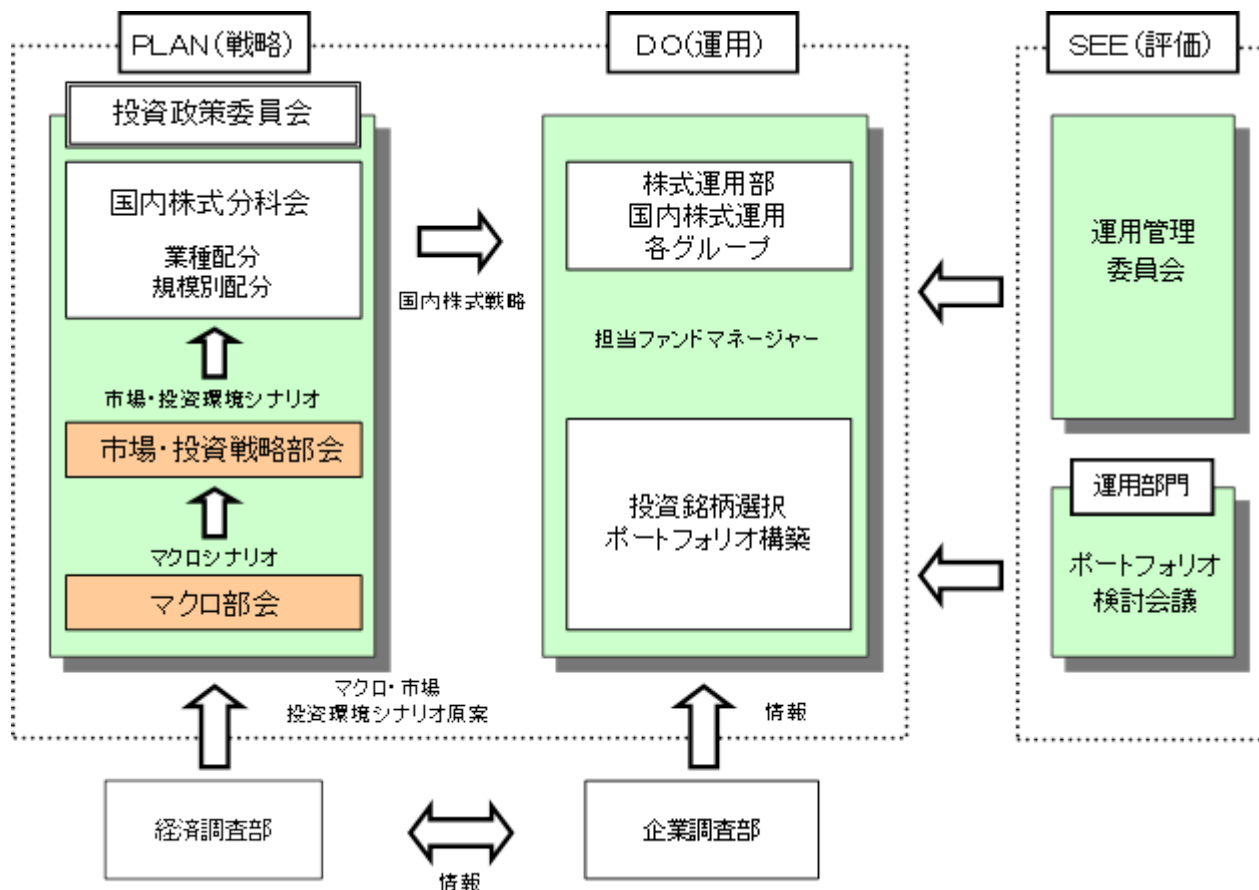 PLAN(戦略)
投資政策委員会
国内株式分科会
業種配分
規模別配分
市場・投資環境シナリオ
市場・投資戦略部会
マクロシナリオ
マクロ部会
国内株式戦略
DO(運用)
株式運用部
国内株式運用
各グループ
担当ファンドマネージャー
投資銘柄選択
ポートフォリオ構築
SEE(評価)
運用管理
委員会
運用部門
ポートフォリオ
検討会議
マクロ・市場
投資環境シナリオ原案
情報
経済調査部
情報
企業調査部